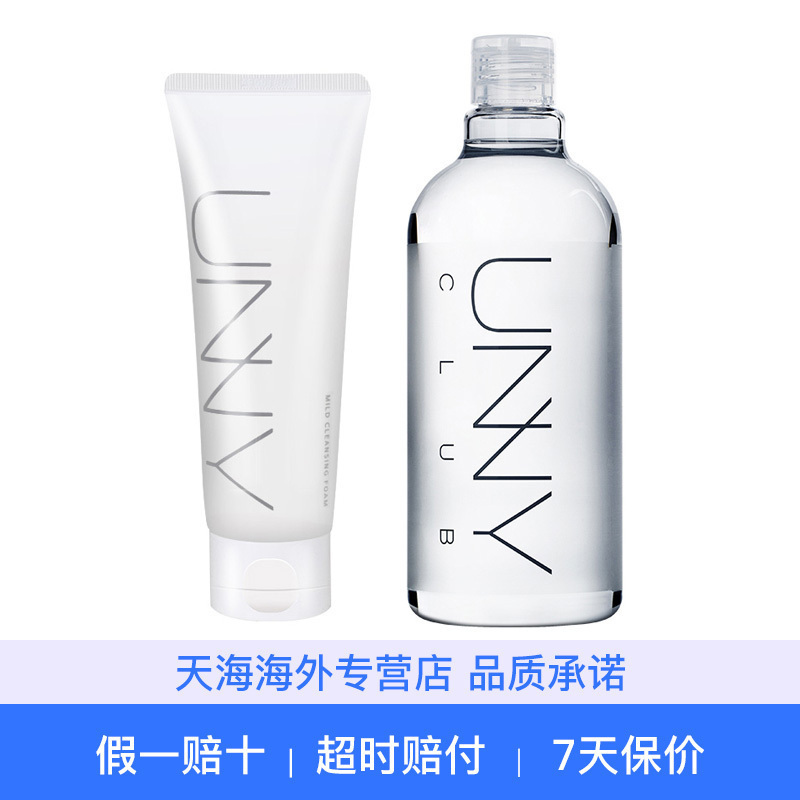 UNNY
MILD CLEANSING FOAM
UNNY
CLUB
天海海外专营店 品质承诺
假一赔十 | 超时赔付 | 7天保价